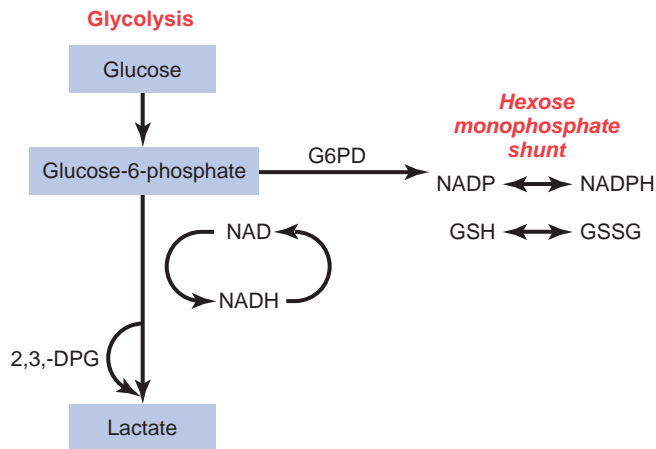 Glycolysis
Glucose
Hexose
monophosphate
shunt
G6PD
Glucose-6-phosphate
NADP
NADPH
GSH
GSSG
NAD
NADH
2,3,-DPG
Lactate